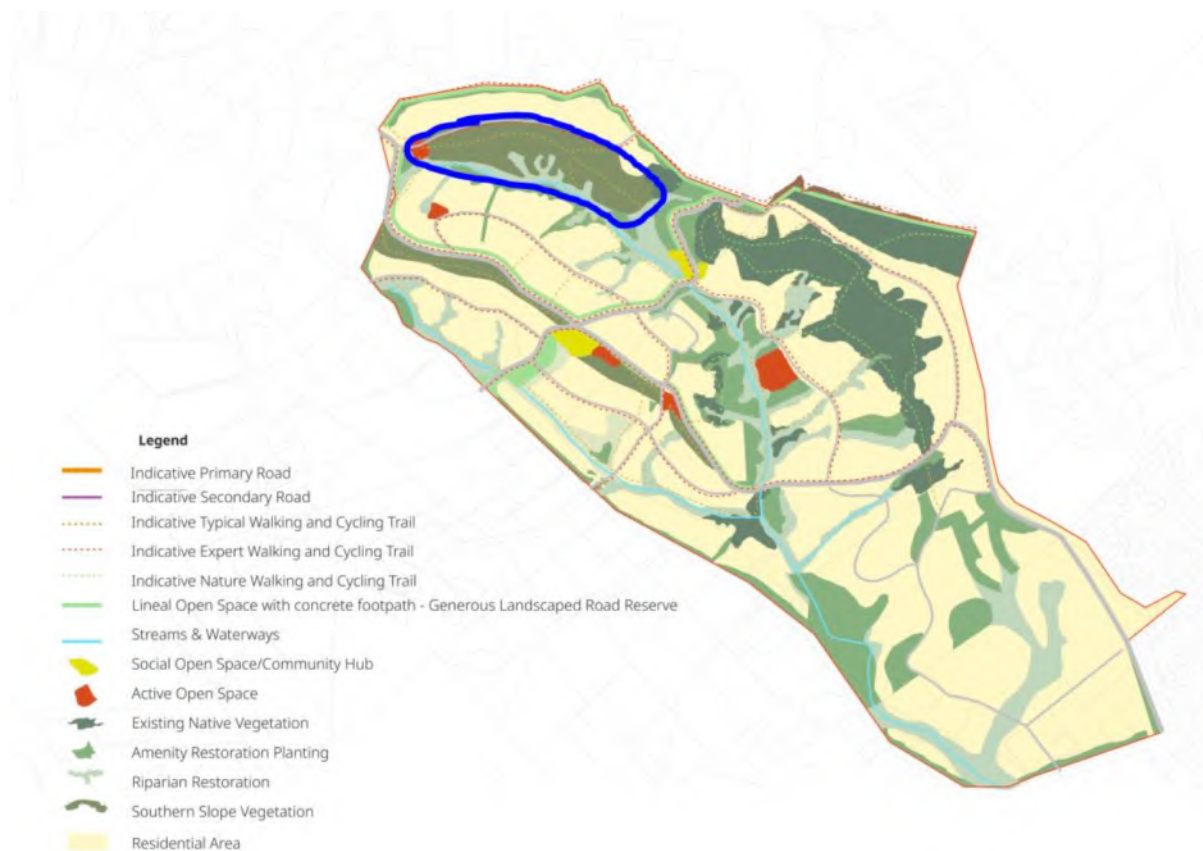 Legend
Indicative Primary Road
Indicative Secondary Road
Indicative Typical Walking and Cycling Trail
Indicative Expert Walking and Cycling Trail
Indicative Nature Walking and Cycling Trail
Lineal Open Space with concrete footpath - Generous Landscaped Road Reserve
Streams & Waterways
Social Open Space/Community Hub
Active Open Space
Existing Native Vegetation
Amenity Restoration Planting
Riparian Restoration
Southern Slope Vegetation
Residential Area